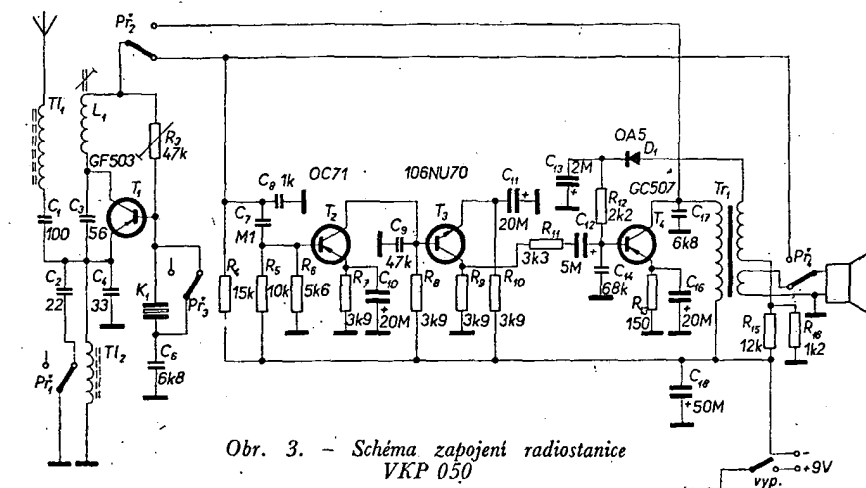 Př₂
Tl₁
L₁
R₃
47k
GF503
T₁
C₁
100
C₃
56
C₂
22
C₄
33
K₁
Př₃
Tl₂
Př₁
C₆
6k8
C₈ 1k
C₇
M1
R₄
15k
R₅
10k
R₆
5k6
OC71
T₂
R₇
3k9
C₁₀
20M
C₉
47k
R₈
3k9
106NU70
T₃
R₉
3k9
R₁₀
3k9
C₁₁
20M
R₁₁
3k3
C₁₂
5M
C₁₃
2M
OA5
D₁
R₁₂
2k2
GC507
T₄
C₁₄
68k
R₁₃
150
C₁₆
20M
C₁₇
6k8
Tr₁
Př₄
R₁₅
12k
R₁₆
1k2
C₁₈
50M
-
+9V
vyp.
Obr. 3. – Schéma zapojení radiostanice
VKP 050